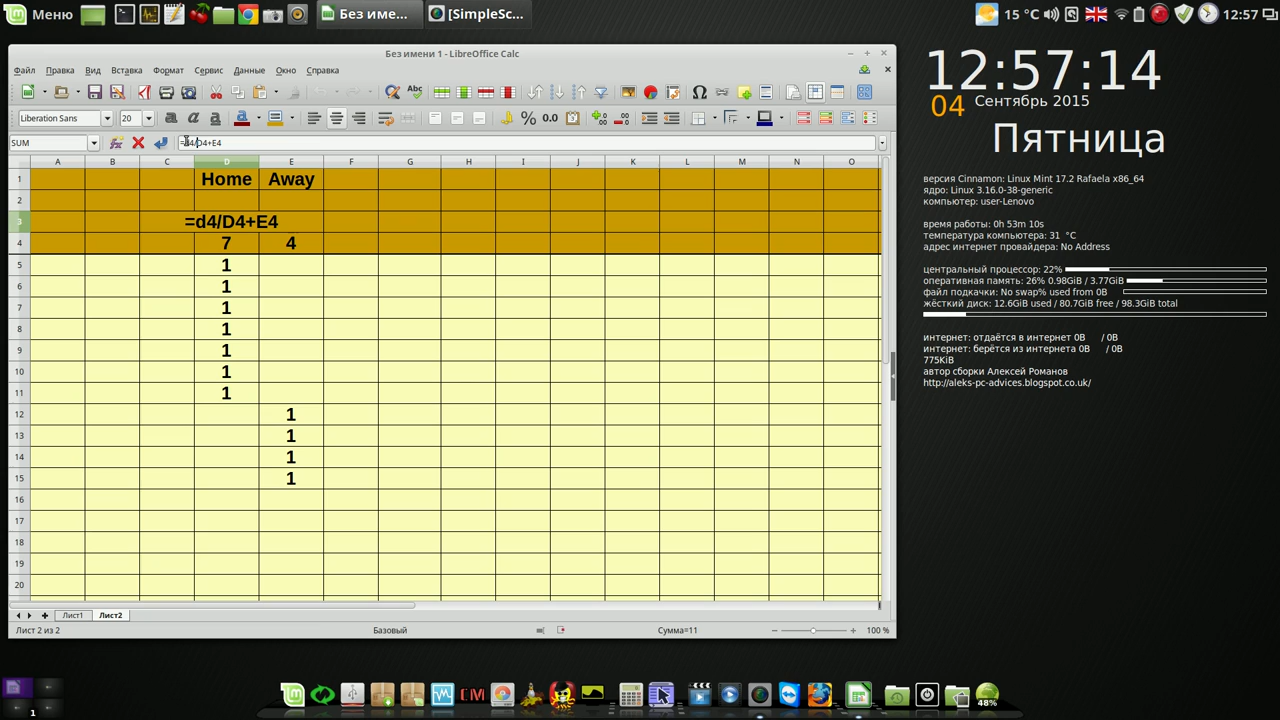 Меню
Без име...
[SimpleSc...
15 °C
12:57
Без имени 1 - LibreOffice Calc
Файл Правка Вид Вставка Формат Сервис Данные Окно Справка
Liberation Sans 20
SUM
A B C D E F G H I J K L M N O
1 Home Away
2
3 =d4/D4+E4
4 7 4
5 1
6 1
7 1
8 1
9 1
10 1
11 1
12 1
13 1
14 1
15 1
16
17
18
19
20
Лист1 Лист2
Лист 2 из 2 Базовый Сумма=11 100 %
12:57:14
04 Сентябрь 2015
Пятница
версия Cinnamon: Linux Mint 17.2 Rafaela x86_64
ядро: Linux 3.16.0-38-generic
компьютер: user-Lenovo
время работы: 0h 53m 10s
температура компьютера: 31 °C
адрес интернет провайдера: No Address
центральный процессор: 22%
оперативная память: 26% 0.98GiB / 3.77GiB
файл подкачки: No swap% used from 0B
жёсткий диск: 12.6GiB used / 80.7GiB free / 98.3GiB total
интернет: отдаётся в интернет 0B / 0B
интернет: берётся из интернета 0B / 0B
775KiB
автор сборки Алексей Романов
http://aleks-pc-advices.blogspot.co.uk/
48%
1